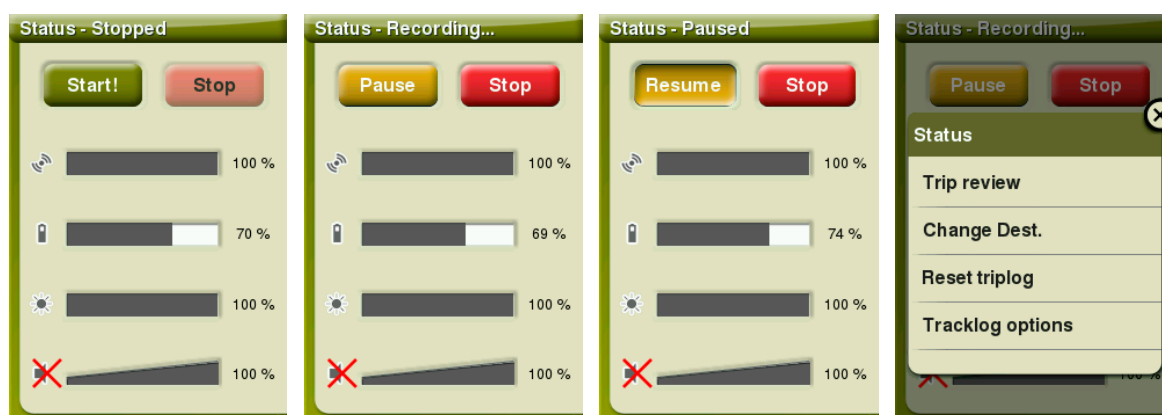 Status - Stopped
Start! Stop
100 %
70 %
100 %
100 %
Status - Recording...
Pause Stop
100 %
69 %
100 %
100 %
Status - Paused
Resume Stop
100 %
74 %
100 %
100 %
Status - Recording...
Pause Stop
Status
Trip review
Change Dest.
Reset triplog
Tracklog options